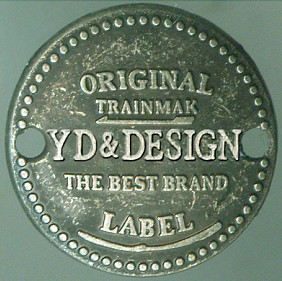 ORIGINAL
TRAINMAK
YD & DESIGN
THE BEST BRAND
LABEL